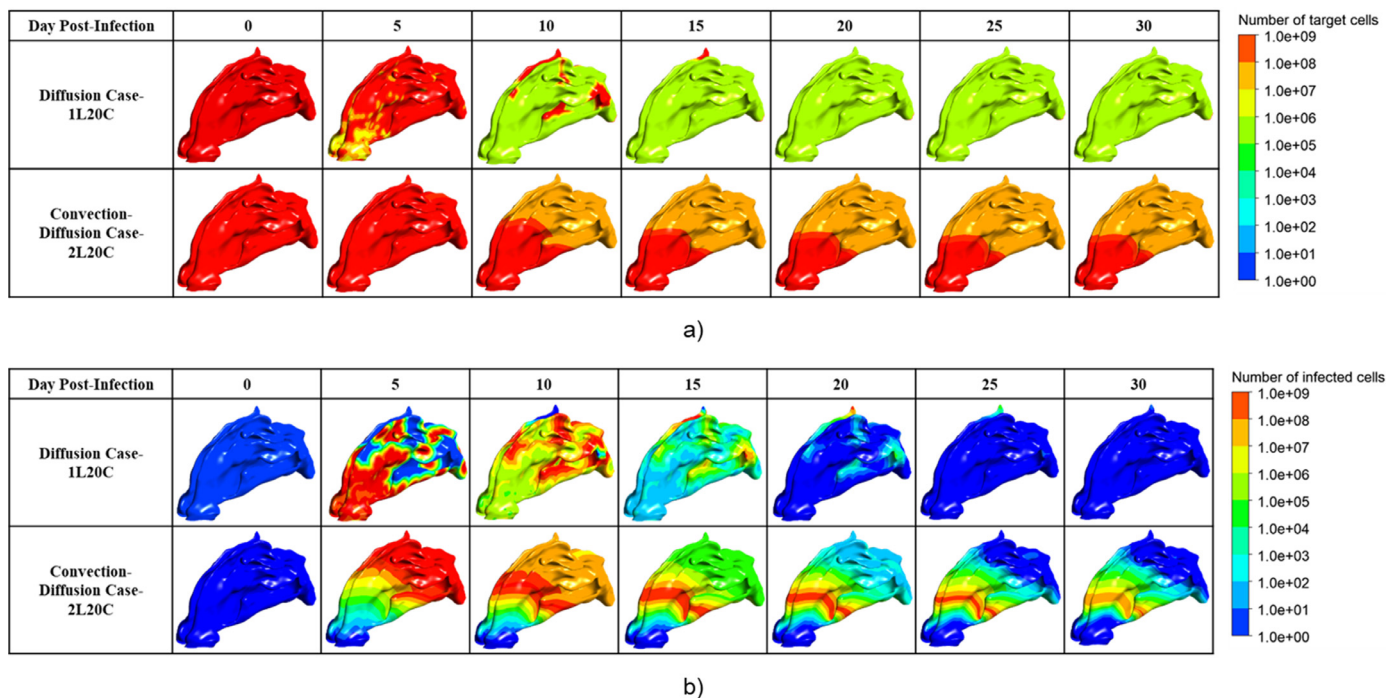 Day Post-Infection 0 5 10 15 20 25 30
Diffusion Case-
1L20C
Convection-
Diffusion Case-
2L20C
Number of target cells
1.0e+09
1.0e+08
1.0e+07
1.0e+06
1.0e+05
1.0e+04
1.0e+03
1.0e+02
1.0e+01
1.0e+00
a)
Day Post-Infection 0 5 10 15 20 25 30
Diffusion Case-
1L20C
Convection-
Diffusion Case-
2L20C
Number of infected cells
1.0e+09
1.0e+08
1.0e+07
1.0e+06
1.0e+05
1.0e+04
1.0e+03
1.0e+02
1.0e+01
1.0e+00
b)